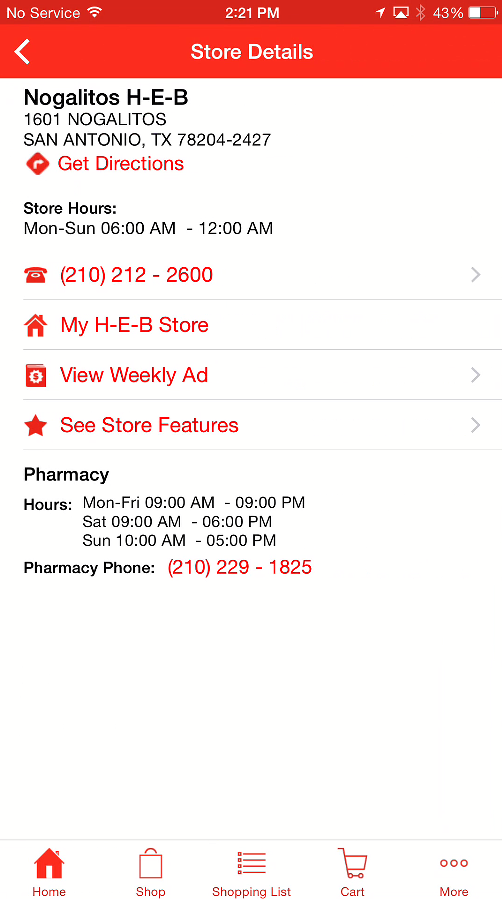 No Service 2:21 PM 43%
Store Details
Nogalitos H-E-B
1601 NOGALITOS
SAN ANTONIO, TX 78204-2427
Get Directions
Store Hours:
Mon-Sun 06:00 AM - 12:00 AM
(210) 212 - 2600
My H-E-B Store
View Weekly Ad
See Store Features
Pharmacy
Hours: Mon-Fri 09:00 AM - 09:00 PM
Sat 09:00 AM - 06:00 PM
Sun 10:00 AM - 05:00 PM
Pharmacy Phone: (210) 229 - 1825
Home Shop Shopping List Cart More